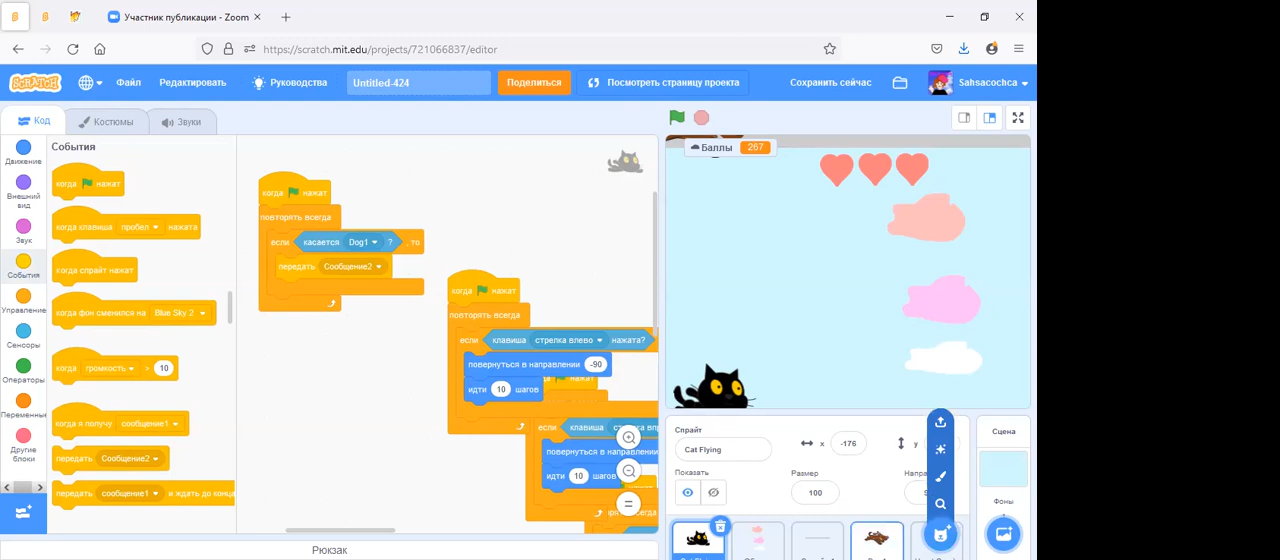 Участник публикации - Zoom
https://scratch.mit.edu/projects/721066837/editor
SCRATCH
Файл
Редактировать
Руководства
Untitled-424
Поделиться
Посмотреть страницу проекта
Сохранить сейчас
Sahsacochca
Код
Костюмы
Звуки
Движение
Внешний
вид
Звук
События
Управление
Сенсоры
Операторы
Переменные
Другие
блоки
События
когда нажат
когда клавиша пробел нажата
когда спрайт нажат
когда фон сменился на Blue Sky 2
когда громкость > 10
когда я получу сообщение1
передать Сообщение2
передать сообщение1 и ждать до конца
когда нажат
повторять всегда
если касается Dog1 ? , то
передать Сообщение2
когда нажат
повторять всегда
если клавиша стрелка влево нажата?
повернуться в направлении -90
идти 10 шагов
нажат
если клавиша стрелка впр
повернуться в направлении
идти 10 шагов
Рюкзак
Баллы 267
Спрайт
Cat Flying
x -176
y
Показать
Размер
100
Напра
Сцена
Фоны